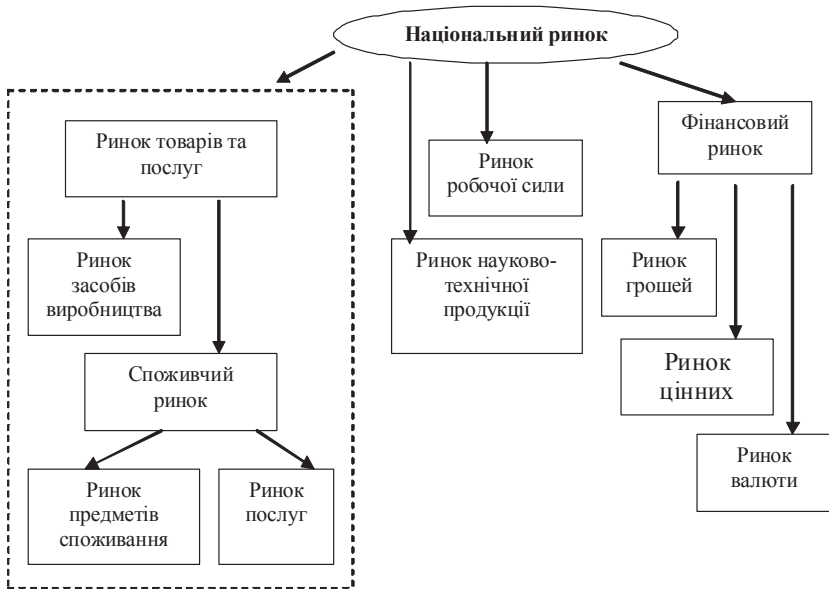 Національний ринок
Ринок товарів та
послуг
Ринок
засобів
виробництва
Споживчий
ринок
Ринок
предметів
споживання
Ринок
послуг
Ринок
робочої сили
Ринок науково-
технічної
продукції
Фінансовий
ринок
Ринок
грошей
Ринок
цінних
Ринок
валюти